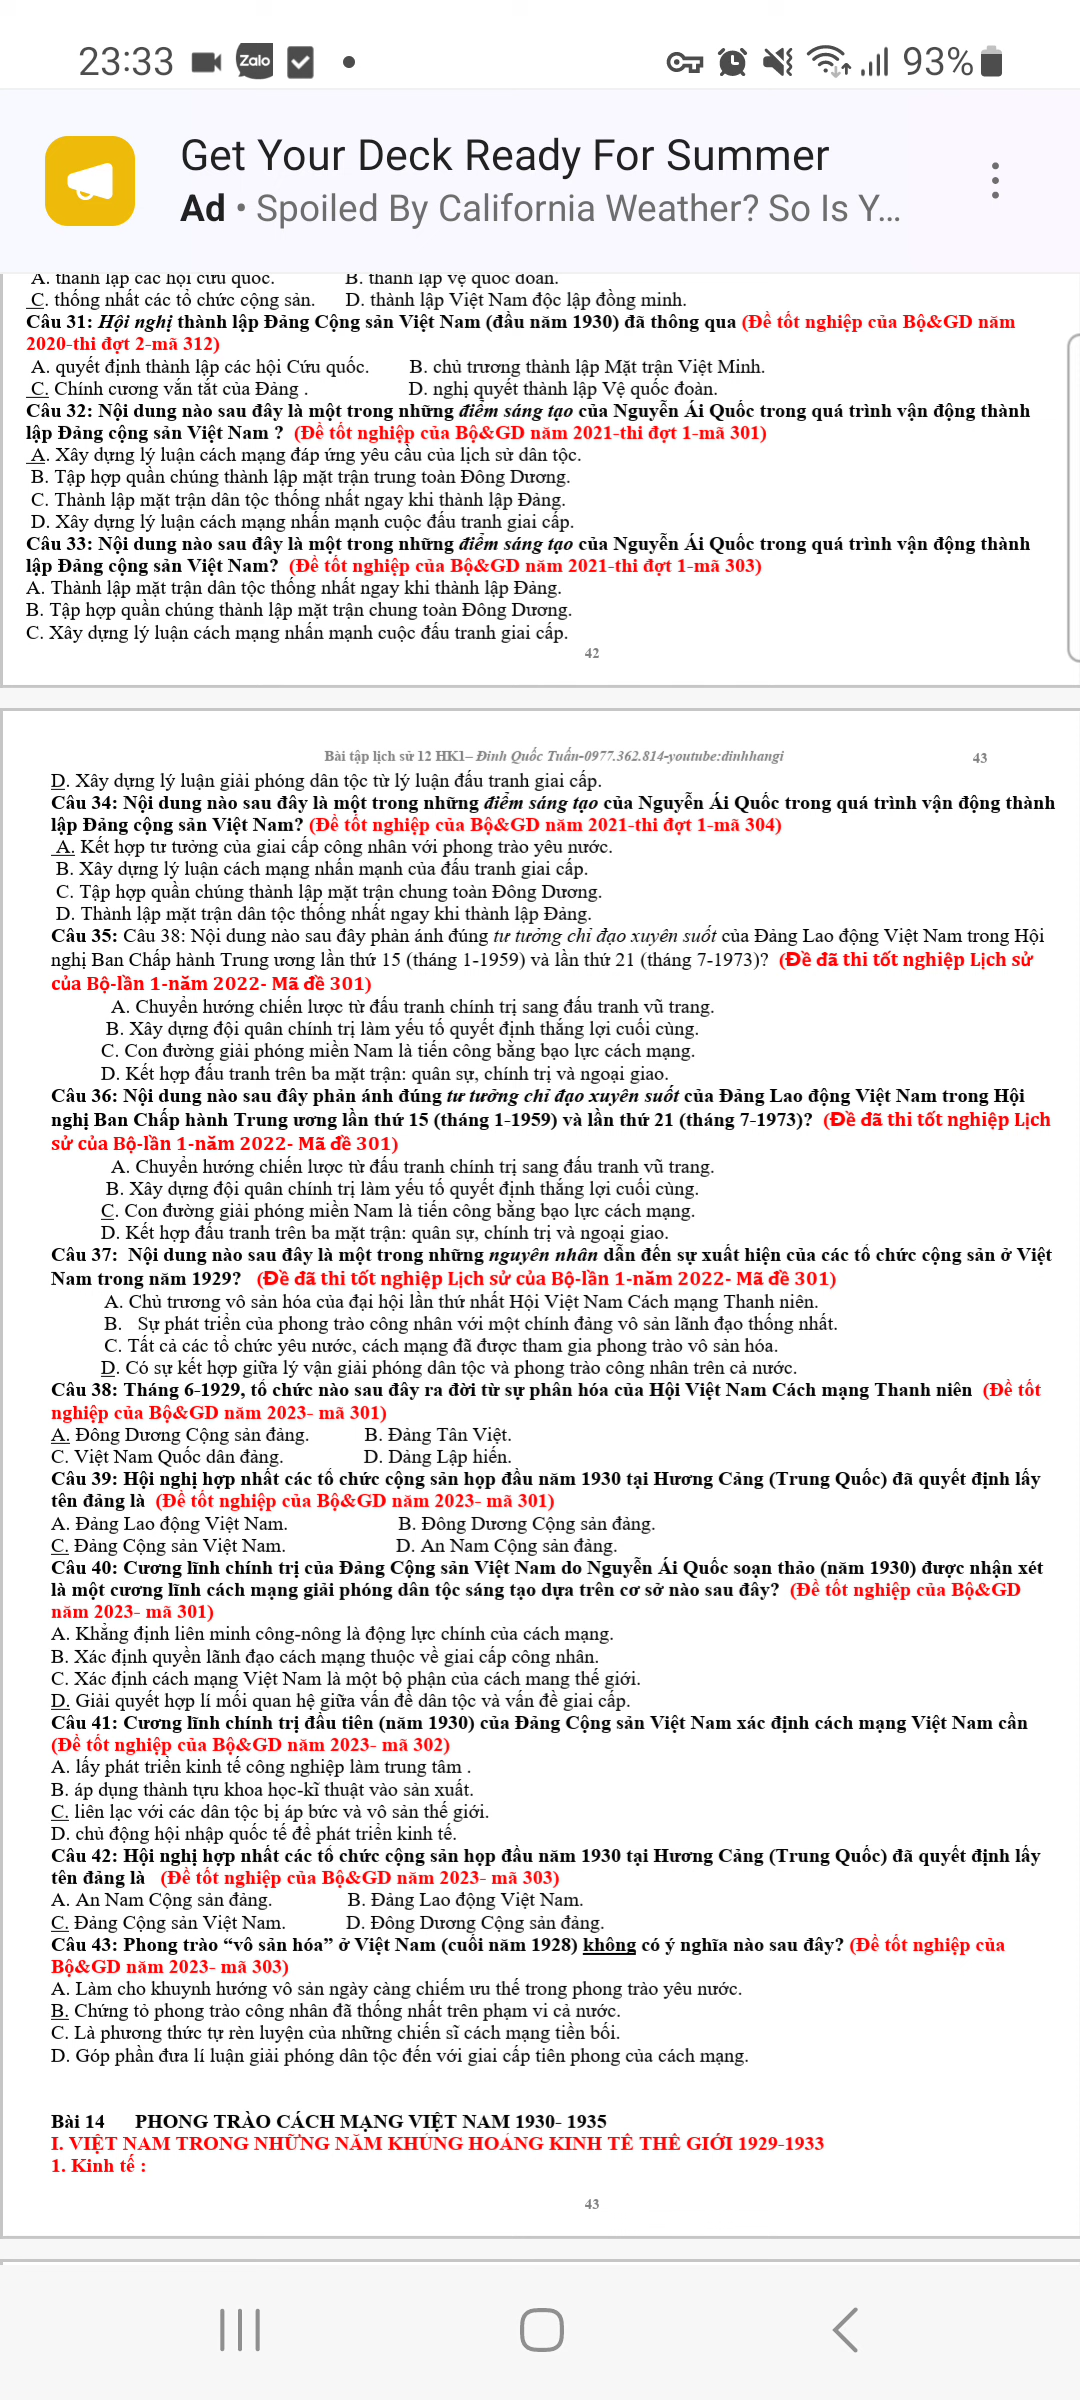 23:33 Zalo 93%
Get Your Deck Ready For Summer
Ad • Spoiled By California Weather? So Is Y...
A. thành lập các hội cứu quốc. B. thành lập vệ quốc đoàn.
C. thống nhất các tổ chức cộng sản. D. thành lập Việt Nam độc lập đồng minh.
Câu 31: Hội nghị thành lập Đảng Cộng sản Việt Nam (đầu năm 1930) đã thông qua (Đề tốt nghiệp của Bộ&GD năm
2020-thi đợt 2-mã 312)
A. quyết định thành lập các hội Cứu quốc. B. chủ trương thành lập Mặt trận Việt Minh.
C. Chính cương vắn tắt của Đảng . D. nghị quyết thành lập Vệ quốc đoàn.
Câu 32: Nội dung nào sau đây là một trong những điểm sáng tạo của Nguyễn Ái Quốc trong quá trình vận động thành
lập Đảng cộng sản Việt Nam ? (Đề tốt nghiệp của Bộ&GD năm 2021-thi đợt 1-mã 301)
A. Xây dựng lý luận cách mạng đáp ứng yêu cầu của lịch sử dân tộc.
B. Tập hợp quần chúng thành lập mặt trận trung toàn Đông Dương.
C. Thành lập mặt trận dân tộc thống nhất ngay khi thành lập Đảng.
D. Xây dựng lý luận cách mạng nhấn mạnh cuộc đấu tranh giai cấp.
Câu 33: Nội dung nào sau đây là một trong những điểm sáng tạo của Nguyễn Ái Quốc trong quá trình vận động thành
lập Đảng cộng sản Việt Nam? (Đề tốt nghiệp của Bộ&GD năm 2021-thi đợt 1-mã 303)
A. Thành lập mặt trận dân tộc thống nhất ngay khi thành lập Đảng.
B. Tập hợp quần chúng thành lập mặt trận chung toàn Đông Dương.
C. Xây dựng lý luận cách mạng nhấn mạnh cuộc đấu tranh giai cấp.
42
Bài tập lịch sử 12 HK1– Đinh Quốc Tuấn-0977.362.814-youtube:dinhhangi 43
D. Xây dựng lý luận giải phóng dân tộc từ lý luận đấu tranh giai cấp.
Câu 34: Nội dung nào sau đây là một trong những điểm sáng tạo của Nguyễn Ái Quốc trong quá trình vận động thành
lập Đảng cộng sản Việt Nam? (Đề tốt nghiệp của Bộ&GD năm 2021-thi đợt 1-mã 304)
A. Kết hợp tư tưởng của giai cấp công nhân với phong trào yêu nước.
B. Xây dựng lý luận cách mạng nhấn mạnh của đấu tranh giai cấp.
C. Tập hợp quần chúng thành lập mặt trận chung toàn Đông Dương.
D. Thành lập mặt trận dân tộc thống nhất ngay khi thành lập Đảng.
Câu 35: Câu 38: Nội dung nào sau đây phản ánh đúng tư tưởng chỉ đạo xuyên suốt của Đảng Lao động Việt Nam trong Hội
nghị Ban Chấp hành Trung ương lần thứ 15 (tháng 1-1959) và lần thứ 21 (tháng 7-1973)? (Đề đã thi tốt nghiệp Lịch sử
của Bộ-lần 1-năm 2022- Mã đề 301)
A. Chuyển hướng chiến lược từ đấu tranh chính trị sang đấu tranh vũ trang.
B. Xây dựng đội quân chính trị làm yếu tố quyết định thắng lợi cuối cùng.
C. Con đường giải phóng miền Nam là tiến công bằng bạo lực cách mạng.
D. Kết hợp đấu tranh trên ba mặt trận: quân sự, chính trị và ngoại giao.
Câu 36: Nội dung nào sau đây phản ánh đúng tư tưởng chỉ đạo xuyên suốt của Đảng Lao động Việt Nam trong Hội
nghị Ban Chấp hành Trung ương lần thứ 15 (tháng 1-1959) và lần thứ 21 (tháng 7-1973)? (Đề đã thi tốt nghiệp Lịch
sử của Bộ-lần 1-năm 2022- Mã đề 301)
A. Chuyển hướng chiến lược từ đấu tranh chính trị sang đấu tranh vũ trang.
B. Xây dựng đội quân chính trị làm yếu tố quyết định thắng lợi cuối cùng.
C. Con đường giải phóng miền Nam là tiến công bằng bạo lực cách mạng.
D. Kết hợp đấu tranh trên ba mặt trận: quân sự, chính trị và ngoại giao.
Câu 37: Nội dung nào sau đây là một trong những nguyên nhân dẫn đến sự xuất hiện của các tổ chức cộng sản ở Việt
Nam trong năm 1929? (Đề đã thi tốt nghiệp Lịch sử của Bộ-lần 1-năm 2022- Mã đề 301)
A. Chủ trương vô sản hóa của đại hội lần thứ nhất Hội Việt Nam Cách mạng Thanh niên.
B. Sự phát triển của phong trào công nhân với một chính đảng vô sản lãnh đạo thống nhất.
C. Tất cả các tổ chức yêu nước, cách mạng đã được tham gia phong trào vô sản hóa.
D. Có sự kết hợp giữa lý vận giải phóng dân tộc và phong trào công nhân trên cả nước.
Câu 38: Tháng 6-1929, tổ chức nào sau đây ra đời từ sự phân hóa của Hội Việt Nam Cách mạng Thanh niên (Đề tốt
nghiệp của Bộ&GD năm 2023- mã 301)
A. Đông Dương Cộng sản đảng. B. Đảng Tân Việt.
C. Việt Nam Quốc dân đảng. D. Dảng Lập hiến.
Câu 39: Hội nghị hợp nhất các tổ chức cộng sản họp đầu năm 1930 tại Hương Cảng (Trung Quốc) đã quyết định lấy
tên đảng là (Đề tốt nghiệp của Bộ&GD năm 2023- mã 301)
A. Đảng Lao động Việt Nam. B. Đông Dương Cộng sản đảng.
C. Đảng Cộng sản Việt Nam. D. An Nam Cộng sản đảng.
Câu 40: Cương lĩnh chính trị của Đảng Cộng sản Việt Nam do Nguyễn Ái Quốc soạn thảo (năm 1930) được nhận xét
là một cương lĩnh cách mạng giải phóng dân tộc sáng tạo dựa trên cơ sở nào sau đây? (Đề tốt nghiệp của Bộ&GD
năm 2023- mã 301)
A. Khẳng định liên minh công-nông là động lực chính của cách mạng.
B. Xác định quyền lãnh đạo cách mạng thuộc về giai cấp công nhân.
C. Xác định cách mạng Việt Nam là một bộ phận của cách mang thế giới.
D. Giải quyết hợp lí mối quan hệ giữa vấn đề dân tộc và vấn đề giai cấp.
Câu 41: Cương lĩnh chính trị đầu tiên (năm 1930) của Đảng Cộng sản Việt Nam xác định cách mạng Việt Nam cần
(Đề tốt nghiệp của Bộ&GD năm 2023- mã 302)
A. lấy phát triển kinh tế công nghiệp làm trung tâm .
B. áp dụng thành tựu khoa học-kĩ thuật vào sản xuất.
C. liên lạc với các dân tộc bị áp bức và vô sản thế giới.
D. chủ động hội nhập quốc tế để phát triển kinh tế.
Câu 42: Hội nghị hợp nhất các tổ chức cộng sản họp đầu năm 1930 tại Hương Cảng (Trung Quốc) đã quyết định lấy
tên đảng là (Đề tốt nghiệp của Bộ&GD năm 2023- mã 303)
A. An Nam Cộng sản đảng. B. Đảng Lao động Việt Nam.
C. Đảng Cộng sản Việt Nam. D. Đông Dương Cộng sản đảng.
Câu 43: Phong trào “vô sản hóa” ở Việt Nam (cuối năm 1928) không có ý nghĩa nào sau đây? (Đề tốt nghiệp của
Bộ&GD năm 2023- mã 303)
A. Làm cho khuynh hướng vô sản ngày càng chiếm ưu thế trong phong trào yêu nước.
B. Chứng tỏ phong trào công nhân đã thống nhất trên phạm vi cả nước.
C. Là phương thức tự rèn luyện của những chiến sĩ cách mạng tiền bối.
D. Góp phần đưa lí luận giải phóng dân tộc đến với giai cấp tiên phong của cách mạng.
Bài 14 PHONG TRÀO CÁCH MẠNG VIỆT NAM 1930- 1935
I. VIỆT NAM TRONG NHỮNG NĂM KHỦNG HOẢNG KINH TẾ THẾ GIỚI 1929-1933
1. Kinh tế :
43